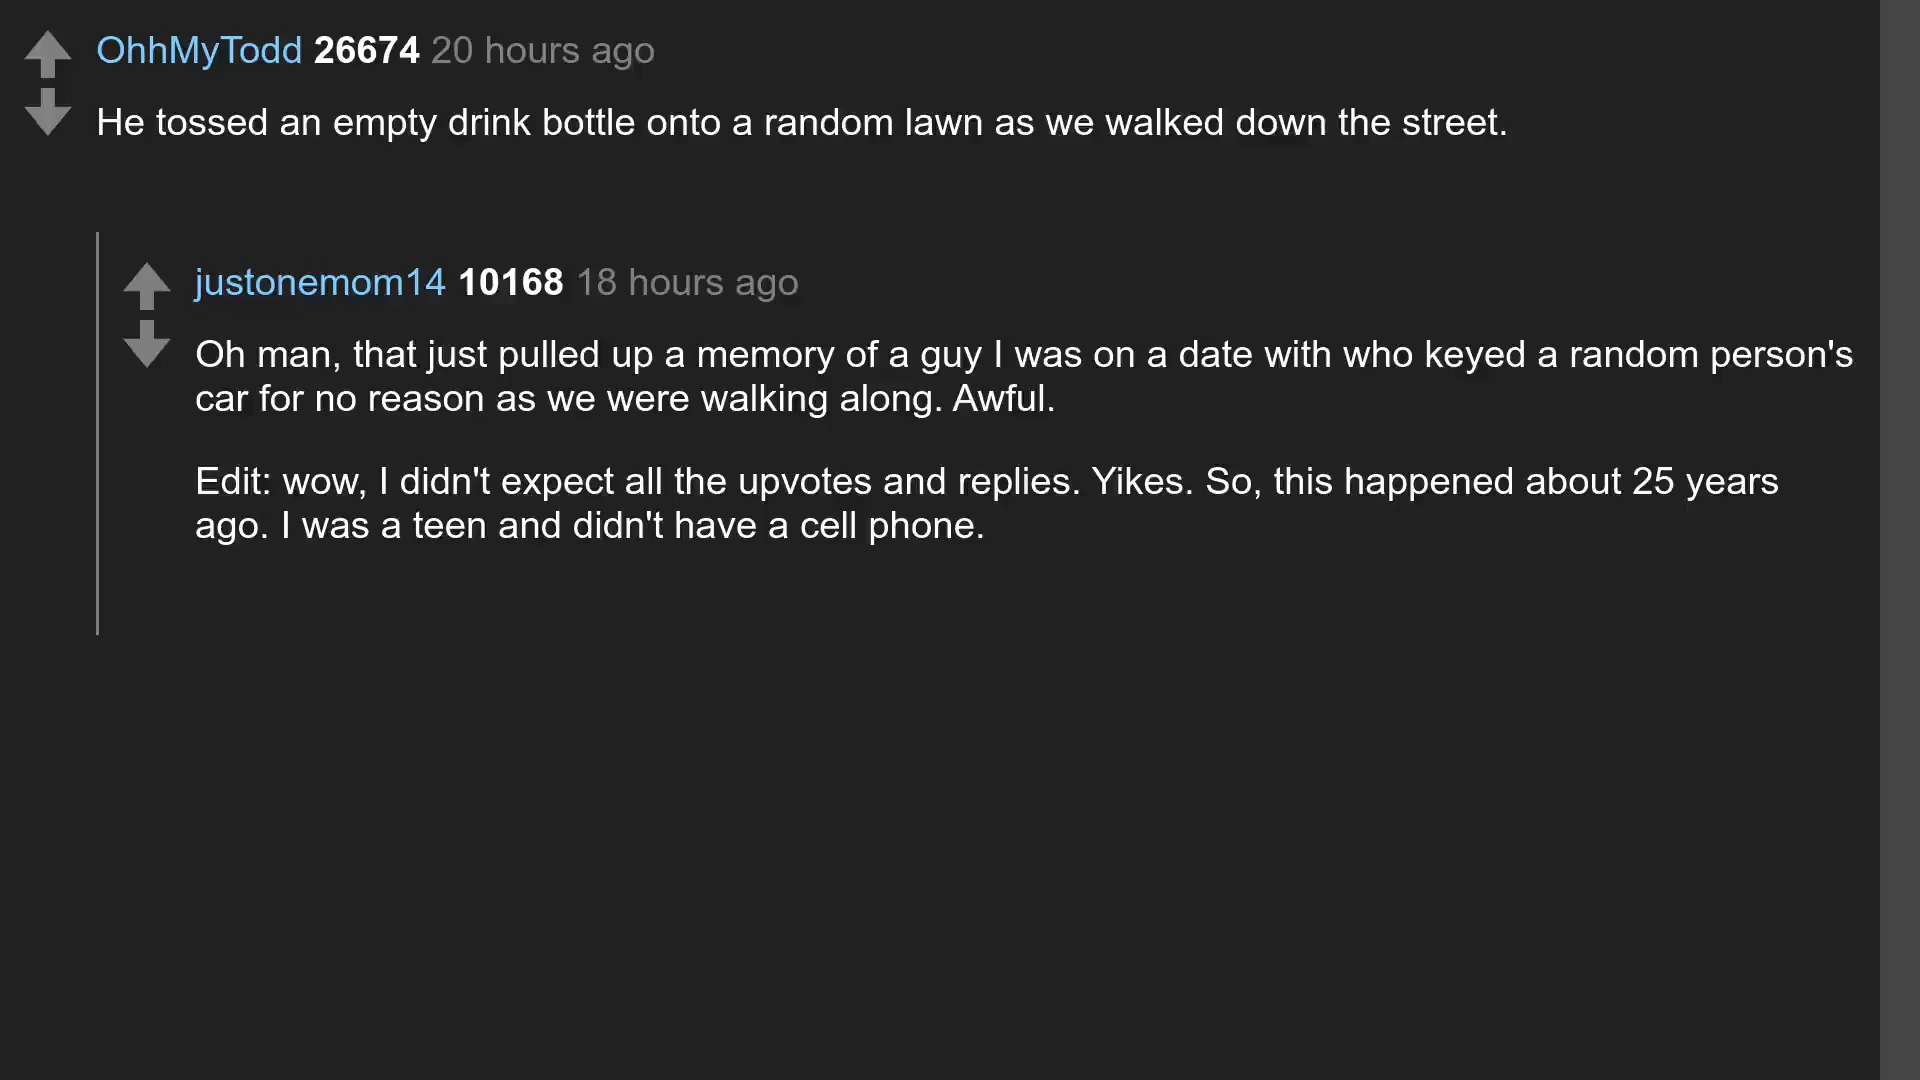 OhhMyTodd 26674 20 hours ago
He tossed an empty drink bottle onto a random lawn as we walked down the street.
justonemom14 10168 18 hours ago
Oh man, that just pulled up a memory of a guy I was on a date with who keyed a random person's
car for no reason as we were walking along. Awful.
Edit: wow, I didn't expect all the upvotes and replies. Yikes. So, this happened about 25 years
ago. I was a teen and didn't have a cell phone.